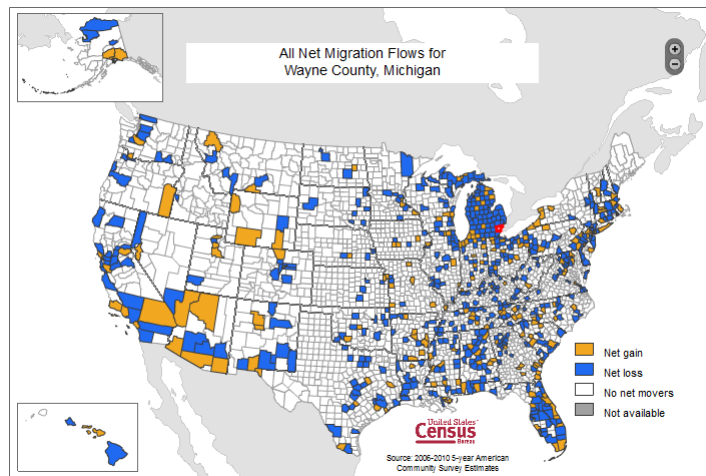 All Net Migration Flows for
Wayne County, Michigan
+
−
Net gain
Net loss
No net movers
Not available
United States™
Census
Bureau
Source: 2006-2010 5-year American
Community Survey Estimates